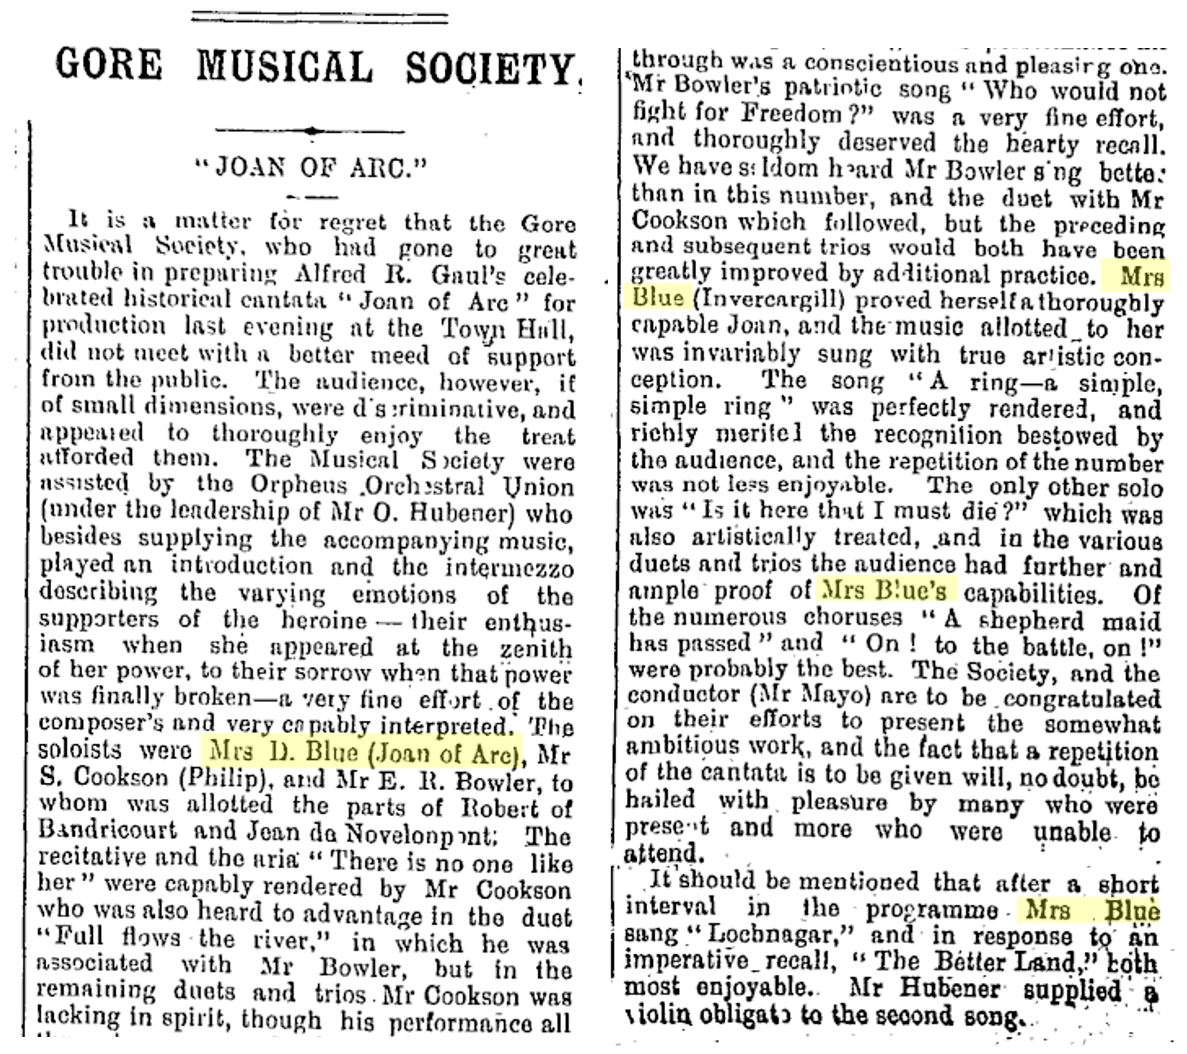 GORE MUSICAL SOCIETY.
"JOAN OF ARC."
It is a matter for regret that the Gore
Musical Society, who had gone to great
trouble in preparing Alfred R. Gaul's cele-
brated historical cantata "Joan of Arc" for
production last evening at the Town Hall,
did not meet with a better meed of support
from the public. The audience, however, if
of small dimensions, were d's:riminative, and
appeared to thoroughly enjoy the treat
afforded them. The Musical Society were
assisted by the Orpheus Orchestral Union
(under the leadership of Mr O. Hubener) who
besides supplying the accompanying music,
played an introduction and the intermezzo
describing the varying emotions of the
supporters of the heroine — their enthus-
iasm when she appeared at the zenith
of her power, to their sorrow when that power
was finally broken—a very fine effort of the
composer's and very capably interpreted. The
soloists were Mrs D. Blue (Joan of Arc), Mr
S. Cookson (Philip), and Mr E. R. Bowler, to
whom was allotted the parts of Robert of
Bandricourt and Jean de Novelonpont. The
recitative and the aria "There is no one like
her" were capably rendered by Mr Cookson
who was also heard to advantage in the duet
"Full flows the river," in which he was
associated with Mr Bowler, but in the
remaining duets and trios Mr Cookson was
lacking in spirit, though his performance all
through was a conscientious and pleasing one.
Mr Bowler's patriotic song "Who would not
fight for Freedom?" was a very fine effort,
and thoroughly deserved the hearty recall.
We have seldom heard Mr Bowler sing better
than in this number, and the duet with Mr
Cookson which followed, but the preceding
and subsequent trios would both have been
greatly improved by additional practice. Mrs
Blue (Invercargill) proved herself a thoroughly
capable Joan, and the music allotted to her
was invariably sung with true artistic con-
ception. The song "A ring—a simple,
simple ring" was perfectly rendered, and
richly merited the recognition bestowed by
the audience, and the repetition of the number
was not less enjoyable. The only other solo
was "Is it here that I must die?" which was
also artistically treated, and in the various
duets and trios the audience had further and
ample proof of Mrs Blue's capabilities. Of
the numerous choruses "A shepherd maid
has passed" and "On! to the battle, on!"
were probably the best. The Society, and the
conductor (Mr Mayo) are to be congratulated
on their efforts to present the somewhat
ambitious work, and the fact that a repetition
of the cantata is to be given will, no doubt, be
hailed with pleasure by many who were
present and more who were unable to
attend.
It should be mentioned that after a short
interval in the programme Mrs Blue
sang "Lochnagar," and in response to an
imperative recall, "The Better Land," both
most enjoyable. Mr Hubener supplied a
violin obligato to the second song.